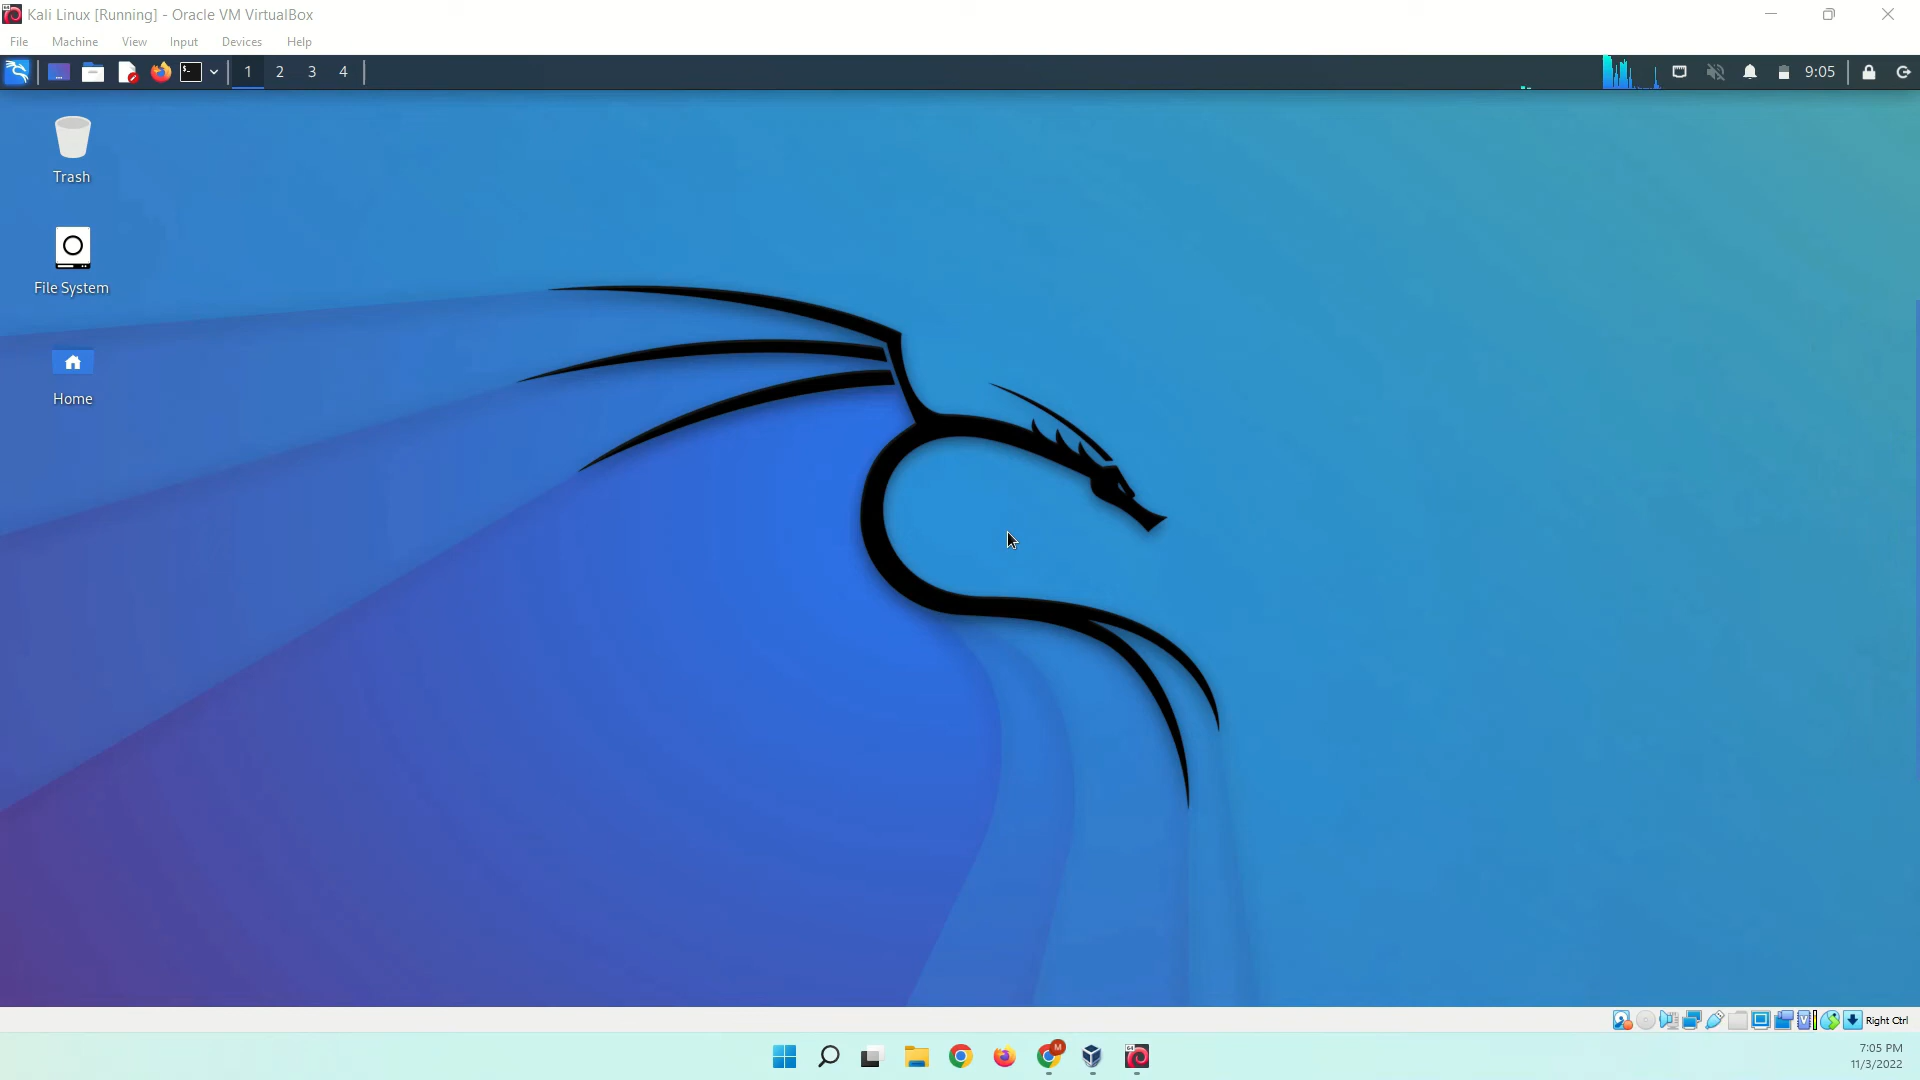 Kali Linux [Running] - Oracle VM VirtualBox
File Machine View Input Devices Help
1 2 3 4 9:05
Trash
File System
Home
Right Ctrl
M
7:05 PM
11/3/2022